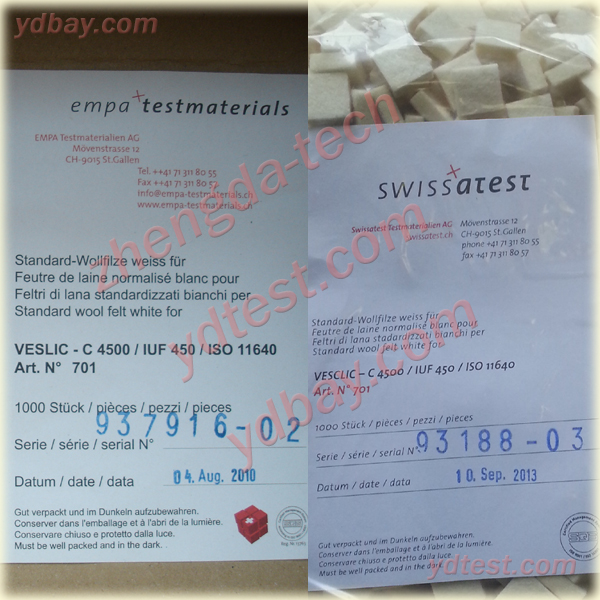 ydbay.com
empa testmaterials
EMPA Testmaterialien AG
Mövenstrasse 12
CH-9015 St.Gallen
Tel. ++41 71 311 80 55
Fax ++41 71 311 80 57
info@empa-testmaterials.ch
www.empa-testmaterials.ch
Standard-Wollfilze weiss für
Feutre de laine normalisé blanc pour
Feltri di lana standardizzati bianchi per
Standard wool felt white for
VESLIC - C 4500 / IUF 450 / ISO 11640
Art. N° 701
1000 Stück / pièces / pezzi / pieces
937916-02
Serie / série / serial N°
Datum / date / data 04. Aug. 2010
Gut verpackt und im Dunkeln aufzubewahren.
Conserver dans l'emballage et à l'abri de la lumière.
Conservare chiuso e protetto dalla luce.
Must be well packed and in the dark. .
SWISSatest
Swissatest Testmaterialien AG Mövenstrasse 12
swissatest.ch CH-9015 St.Gallen
phone +41 71 311 80 55
fax +41 71 311 80 57
Standard-Wollfilze weiss für
Feutre de laine normalisé blanc pour
Feltri di lana stadardizzati bianchi per
Standard wool felt white for
VESCLIC – C 4500 / IUF 450 / ISO 11640
Art. N° 701
1000 Stück / pièces / pezzi / pieces
Serie / série / serial N° 93188-03
Datum / date / data 10. Sep. 2013
Gut verpackt und im Dunkeln aufzubewahren.
Conserver dans l'emballage et à l'abri de la lumière.
Conservare chiuso e protetto dalla luce.
Must be well packed and in the dark.
zhengda-tech
ydtest.com
ydbay.com
ydtest.com